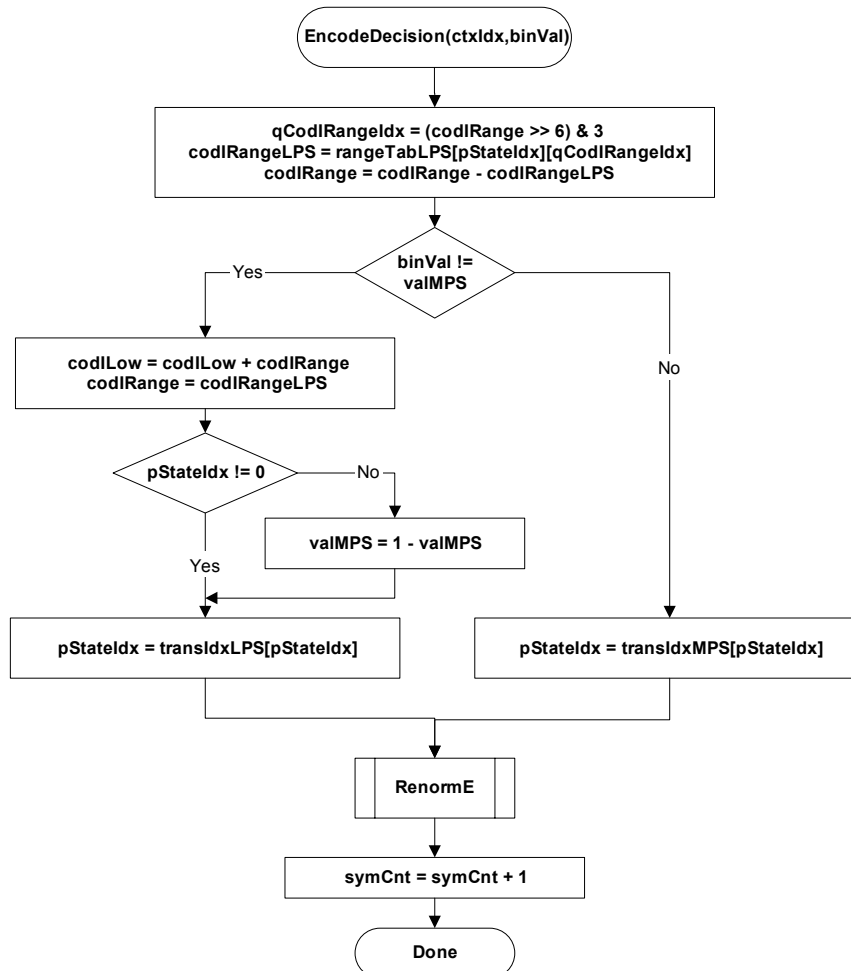 EncodeDecision(ctxIdx,binVal)
qCodIRangeIdx = (codIRange >> 6) & 3
codIRangeLPS = rangeTabLPS[pStateIdx][qCodIRangeIdx]
codIRange = codIRange - codIRangeLPS
binVal !=
valMPS
Yes
No
codILow = codILow + codIRange
codIRange = codIRangeLPS
pStateIdx != 0
No
valMPS = 1 - valMPS
Yes
pStateIdx = transIdxLPS[pStateIdx]
pStateIdx = transIdxMPS[pStateIdx]
RenormE
symCnt = symCnt + 1
Done